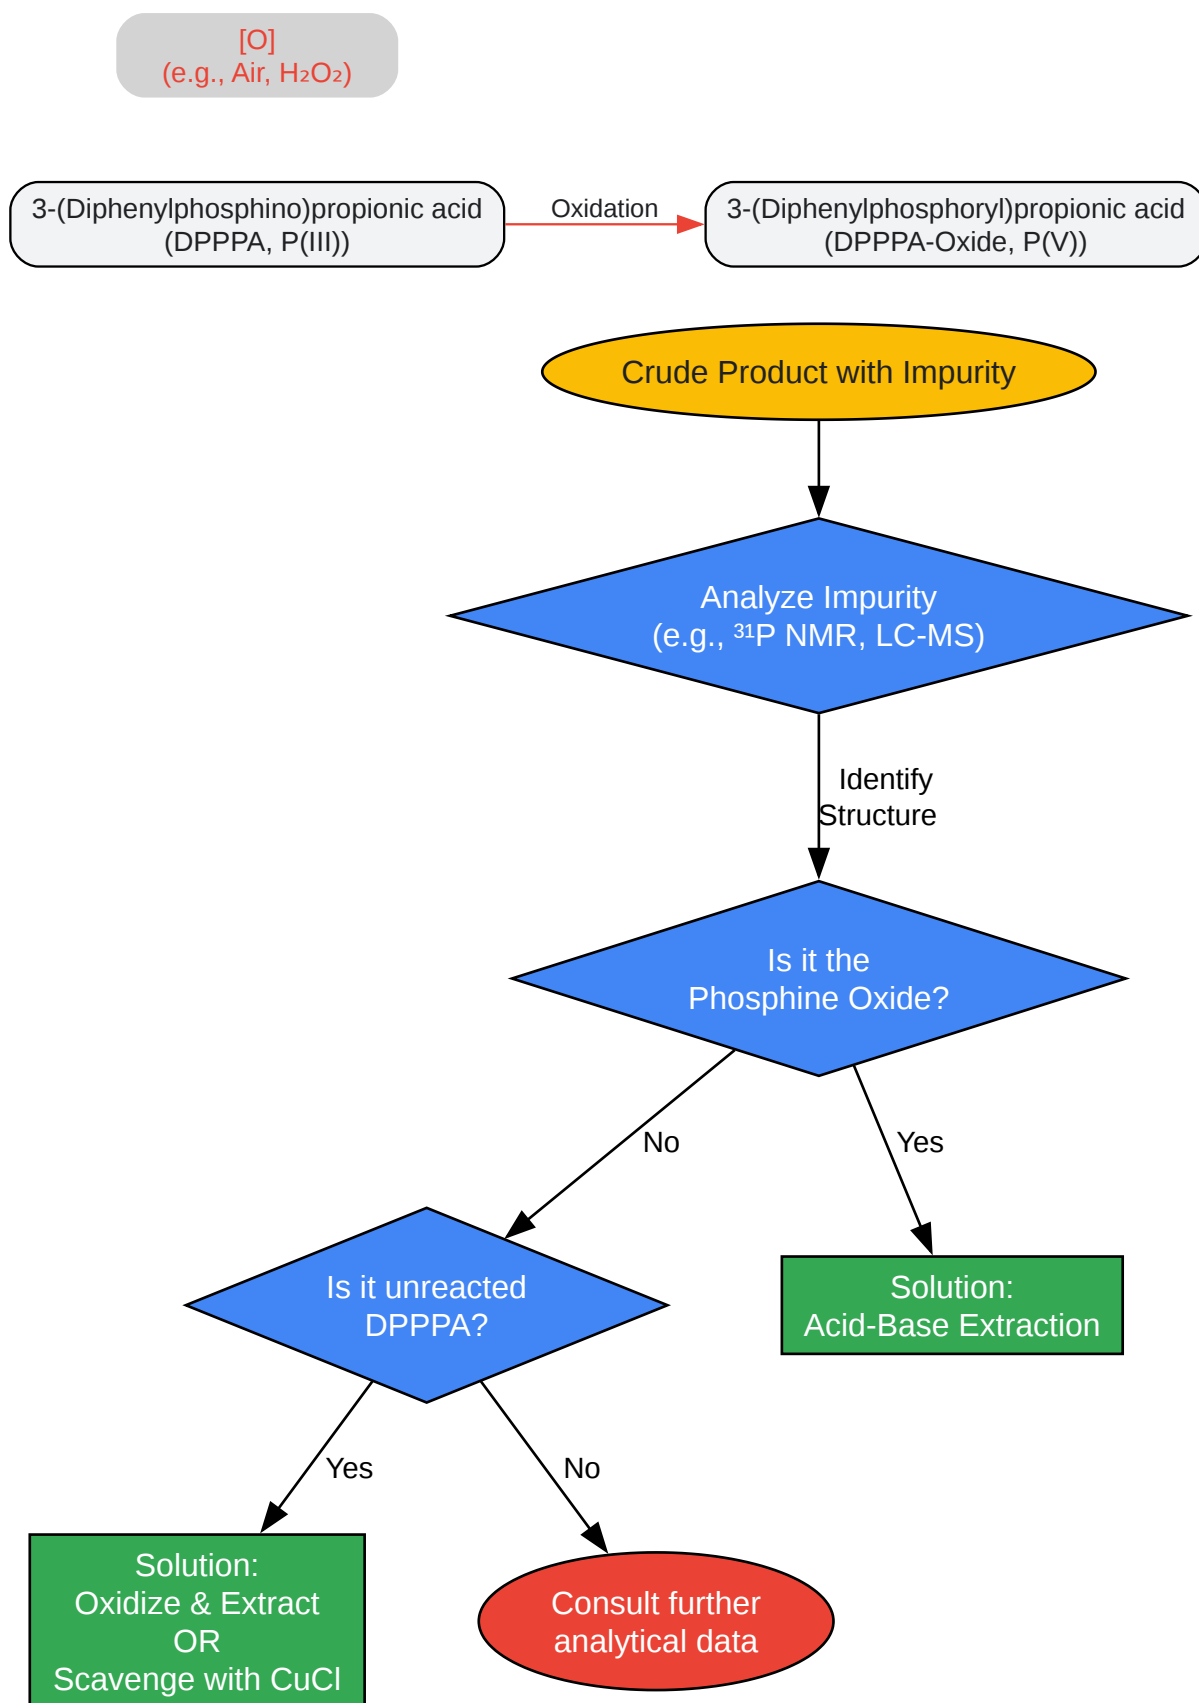 [O]
(e.g., Air, H₂O₂)
3-(Diphenylphosphino)propionic acid
(DPPPA, P(III))
Oxidation
3-(Diphenylphosphoryl)propionic acid
(DPPPA-Oxide, P(V))
Crude Product with Impurity
Analyze Impurity
(e.g., ³¹P NMR, LC-MS)
Identify
Structure
Is it the
Phosphine Oxide?
No
Yes
Is it unreacted
DPPPA?
Solution:
Acid-Base Extraction
Yes
No
Solution:
Oxidize & Extract
OR
Scavenge with CuCl
Consult further
analytical data